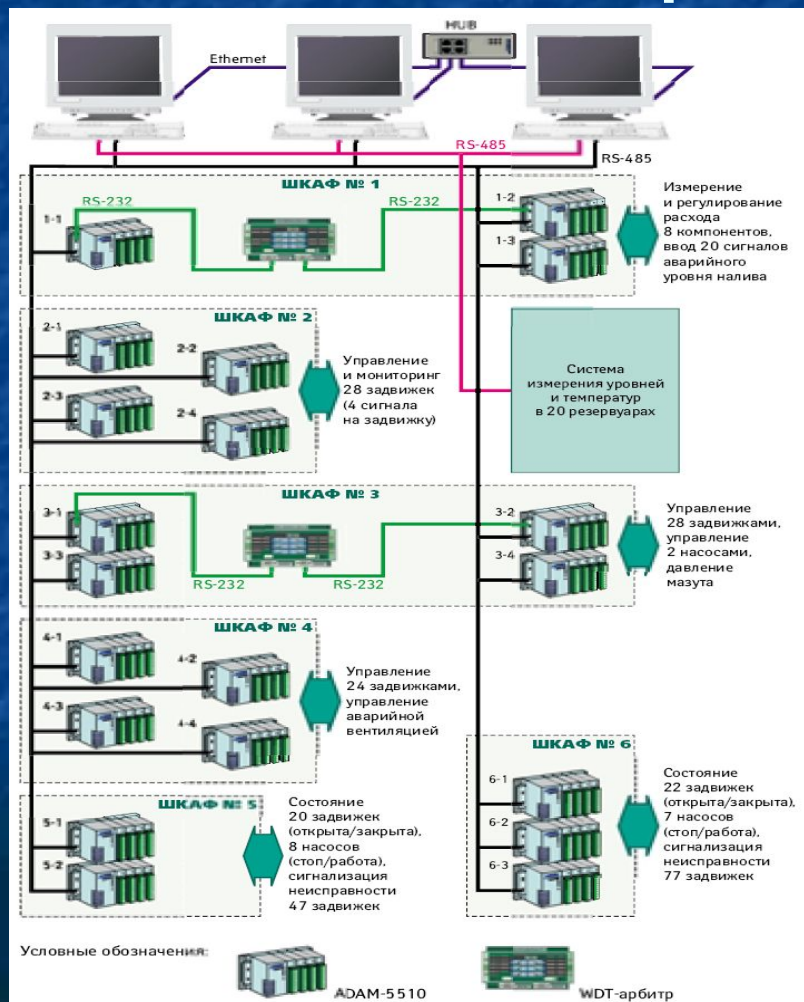 HUB
Ethernet
RS-485
RS-485
ШКАФ № 1
RS-232
RS-232
1-1
1-2
1-3
Измерение
и регулирование
расхода
8 компонентов,
ввод 20 сигналов
аварийного
уровня налива
ШКАФ № 2
2-1
2-2
2-3
2-4
Управление
и мониторинг
28 задвижек
(4 сигнала
на задвижку)
Система
измерения уровней
и температур
в 20 резервуарах
ШКАФ № 3
3-1
3-2
3-3
3-4
RS-232
RS-232
Управление
28 задвижками,
управление
2 насосами,
давление
мазута
ШКАФ № 4
4-1
4-2
4-3
4-4
Управление
24 задвижками,
управление
аварийной
вентиляцией
ШКАФ № 5
5-1
5-2
Состояние
20 задвижек
(открыта/закрыта),
8 насосов
(стоп/работа),
сигнализация
неисправности
47 задвижек
ШКАФ № 6
6-1
6-2
6-3
Состояние
22 задвижек
(открыта/закрыта),
7 насосов
(стоп/работа),
сигнализация
неисправности
77 задвижек
Условные обозначения:
ADAM-5510
WDT-арбитр